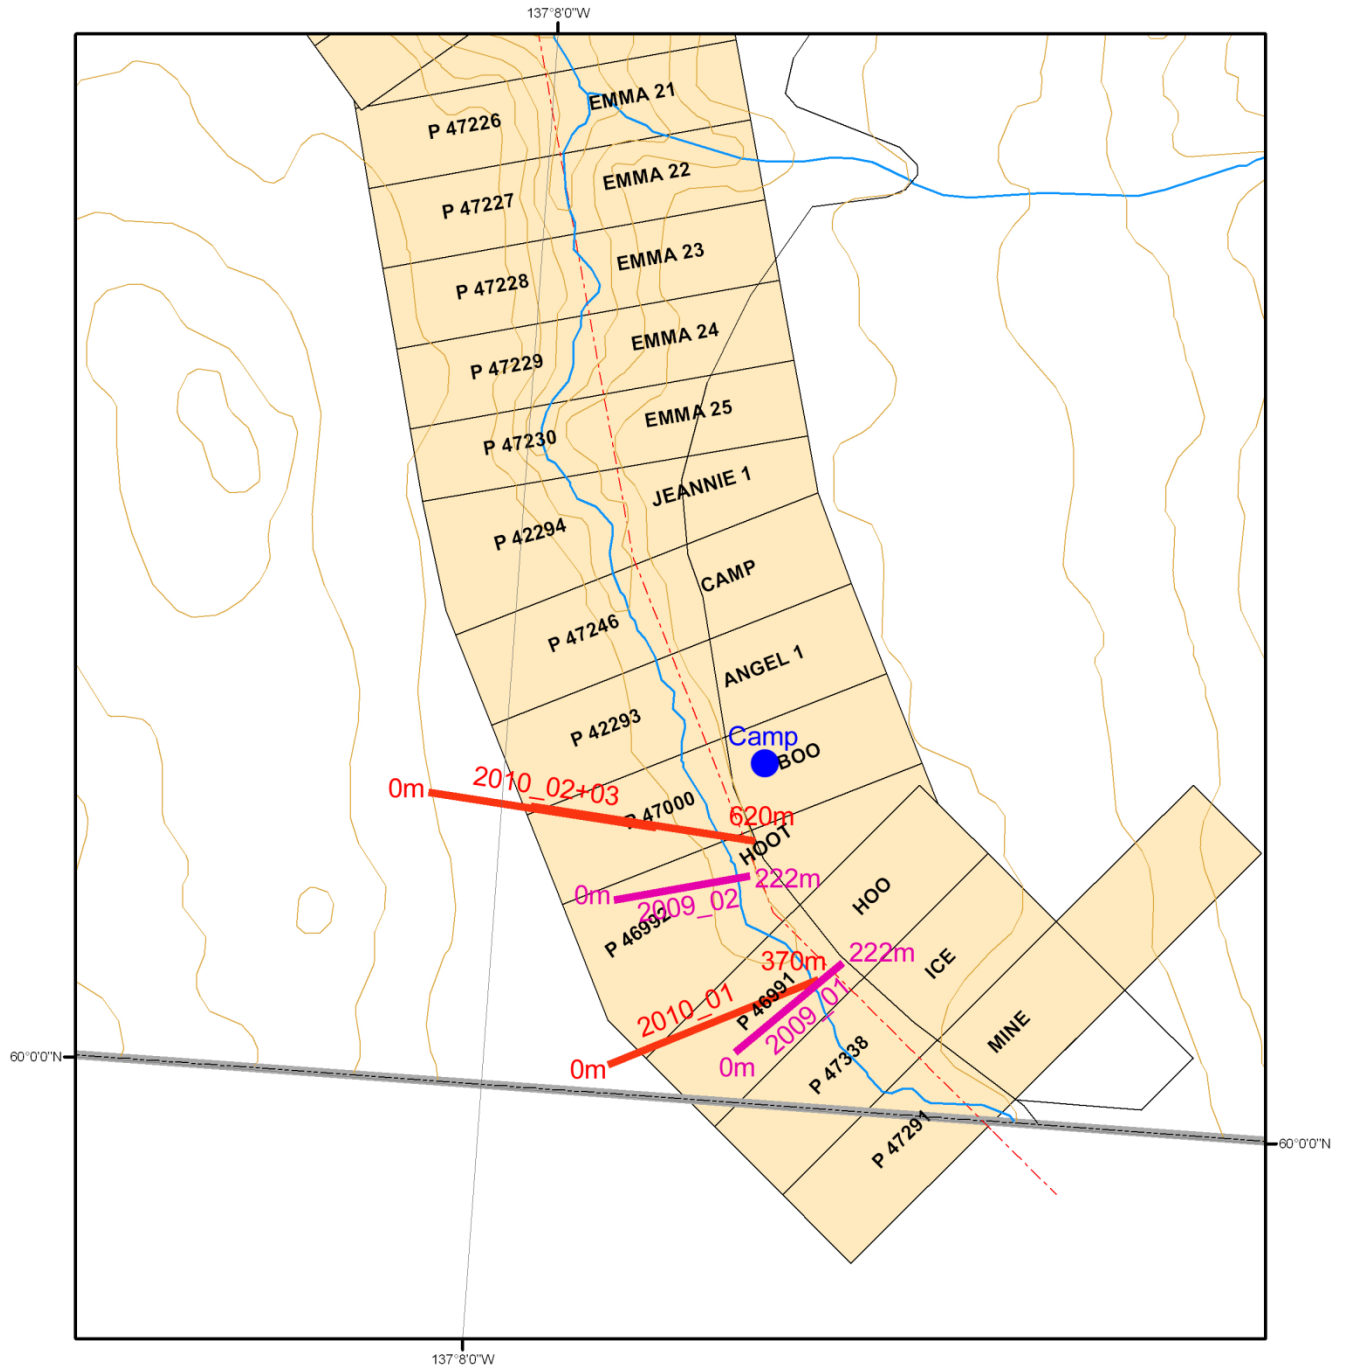 137°8'0"W
EMMA 21
P 47226
EMMA 22
P 47227
EMMA 23
P 47228
EMMA 24
P 47229
EMMA 25
P 47230
JEANNIE 1
P 42294
CAMP
P 47246
ANGEL 1
P 42293
Camp
BOO
0m
2010_02+03
P 47000
620m
HOOT
0m
222m
2009_02
HOO
P 46992
222m
370m
ICE
P 46991
2010_01
2009_01
MINE
60°0'0"N
0m
0m
P 47338
P 47291
60°0'0"N
137°8'0"W